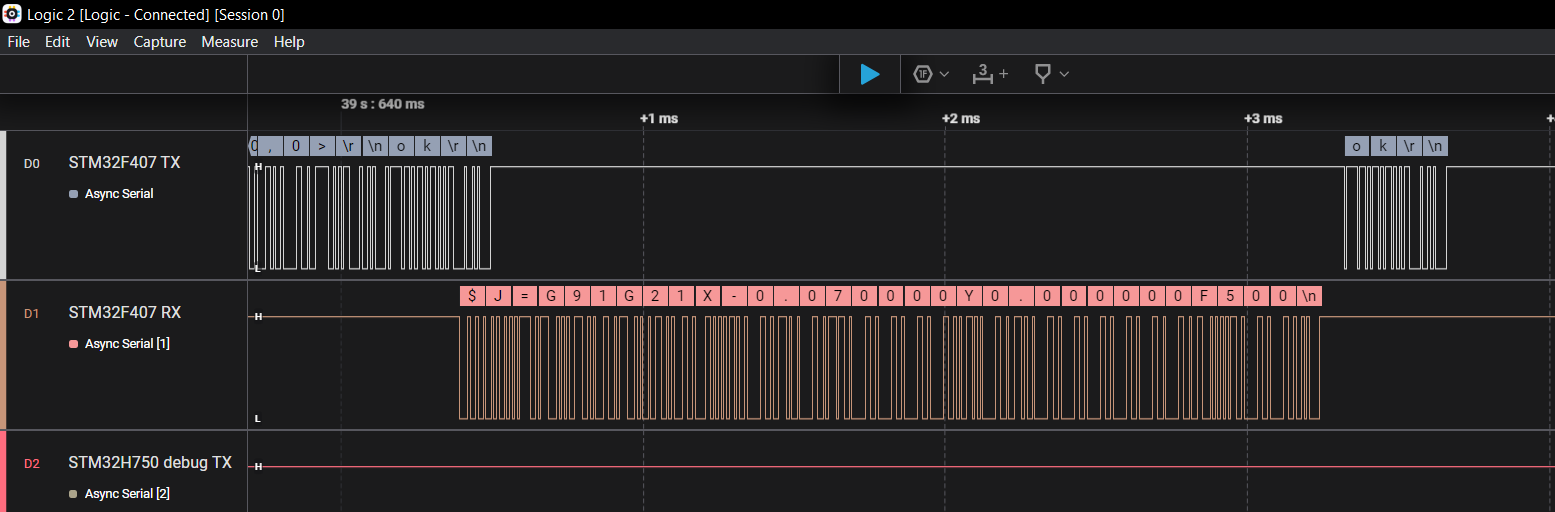 Logic 2 [Logic - Connected] [Session 0]
File Edit View Capture Measure Help
1F 3 +
39 s : 640 ms
+1 ms +2 ms +3 ms +
0 , 0 > \r \n o k \r \n o k \r \n
D0 STM32F407 TX
H
Async Serial
L
$ J = G 9 1 G 2 1 X - 0 . 0 7 0 0 0 0 Y 0 . 0 0 0 0 0 0 F 5 0 0 \n
D1 STM32F407 RX
H
Async Serial [1]
L
D2 STM32H750 debug TX
H
Async Serial [2]